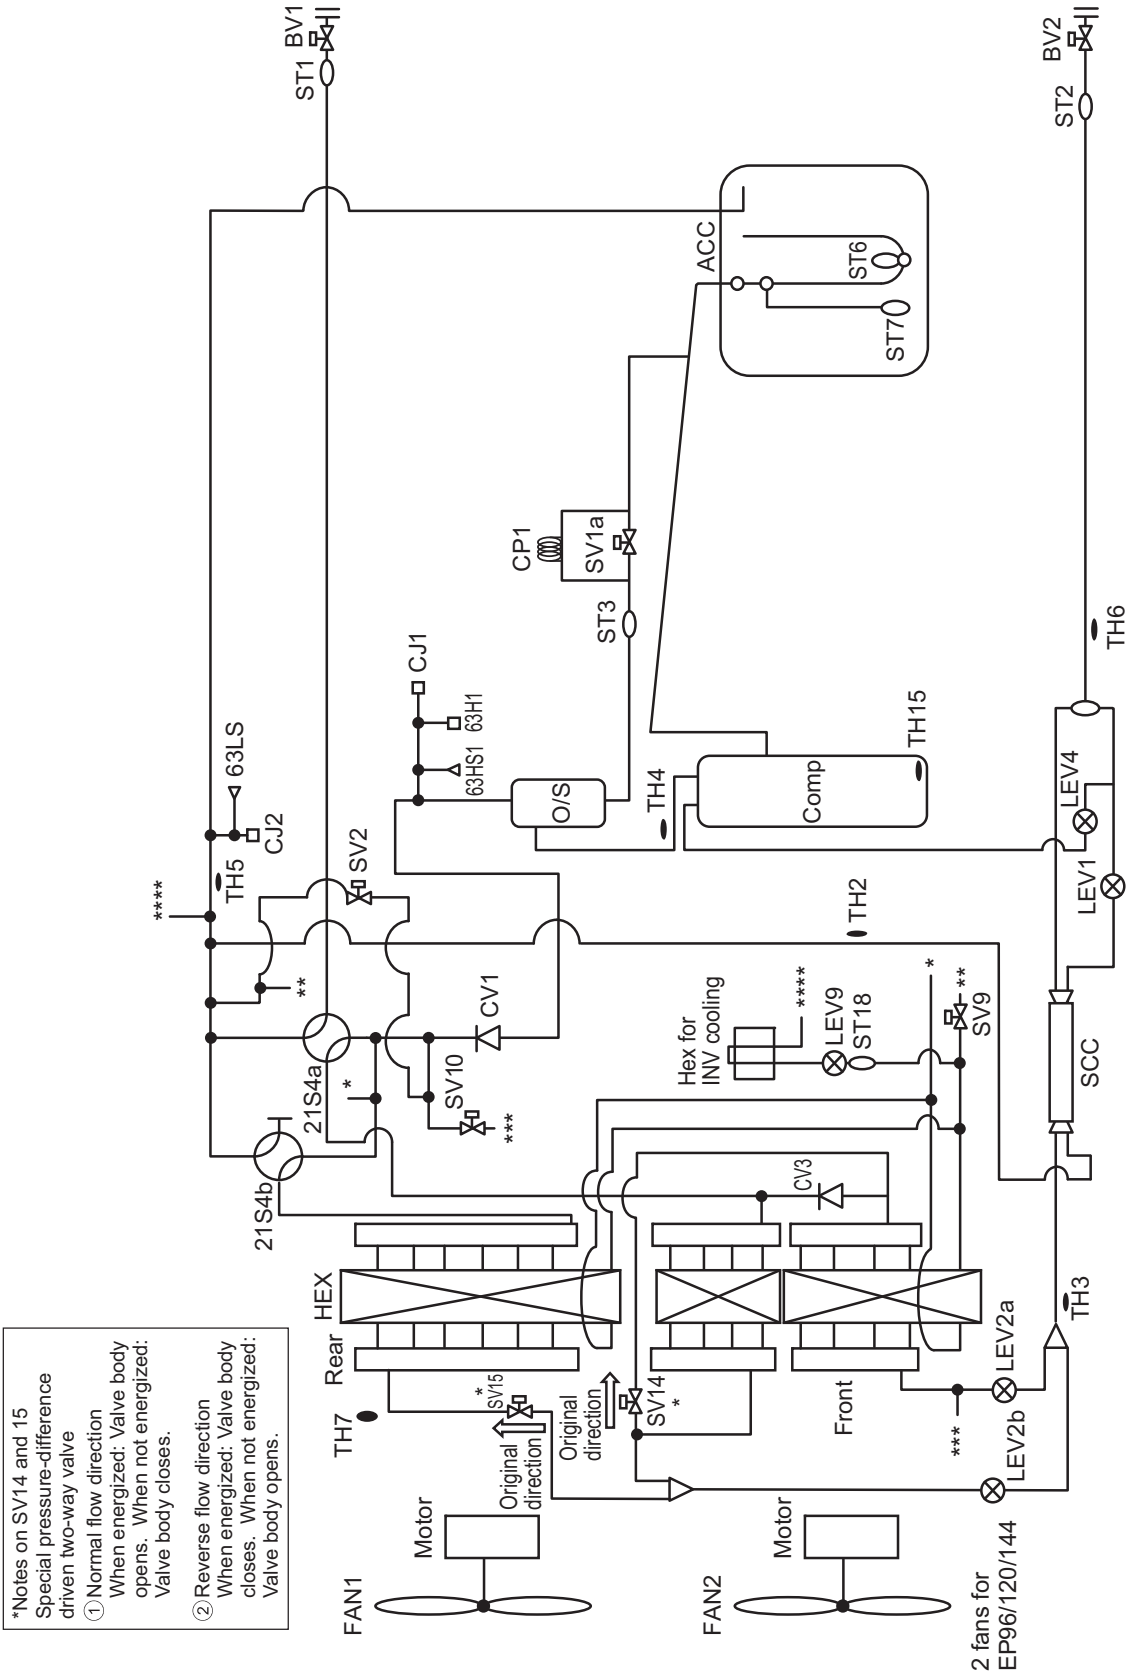 *Notes on SV14 and 15
Special pressure-difference
driven two-way valve
① Normal flow direction
When energized: Valve body
opens. When not energized:
Valve body closes.
② Reverse flow direction
When energized: Valve body
closes. When not energized:
Valve body opens.
BV1
ST1
BV2
ST2
ACC
ST6
ST7
CP1
SV1a
ST3
CJ1
63H1
63HS1
O/S
TH4
Comp
TH15
TH6
LEV4
LEV1
63LS
CJ2
TH5
****
SV2
**
CV1
21S4a
*
SV10
***
21S4b
TH2
*
****
**
SV9
LEV9
ST18
Hex for
INV cooling
SCC
CV3
HEX
Rear
TH7
*
SV15
Original
direction
Original
direction
SV14
*
Front
TH3
LEV2a
***
LEV2b
Motor
FAN1
Motor
FAN2
2 fans for
EP96/120/144